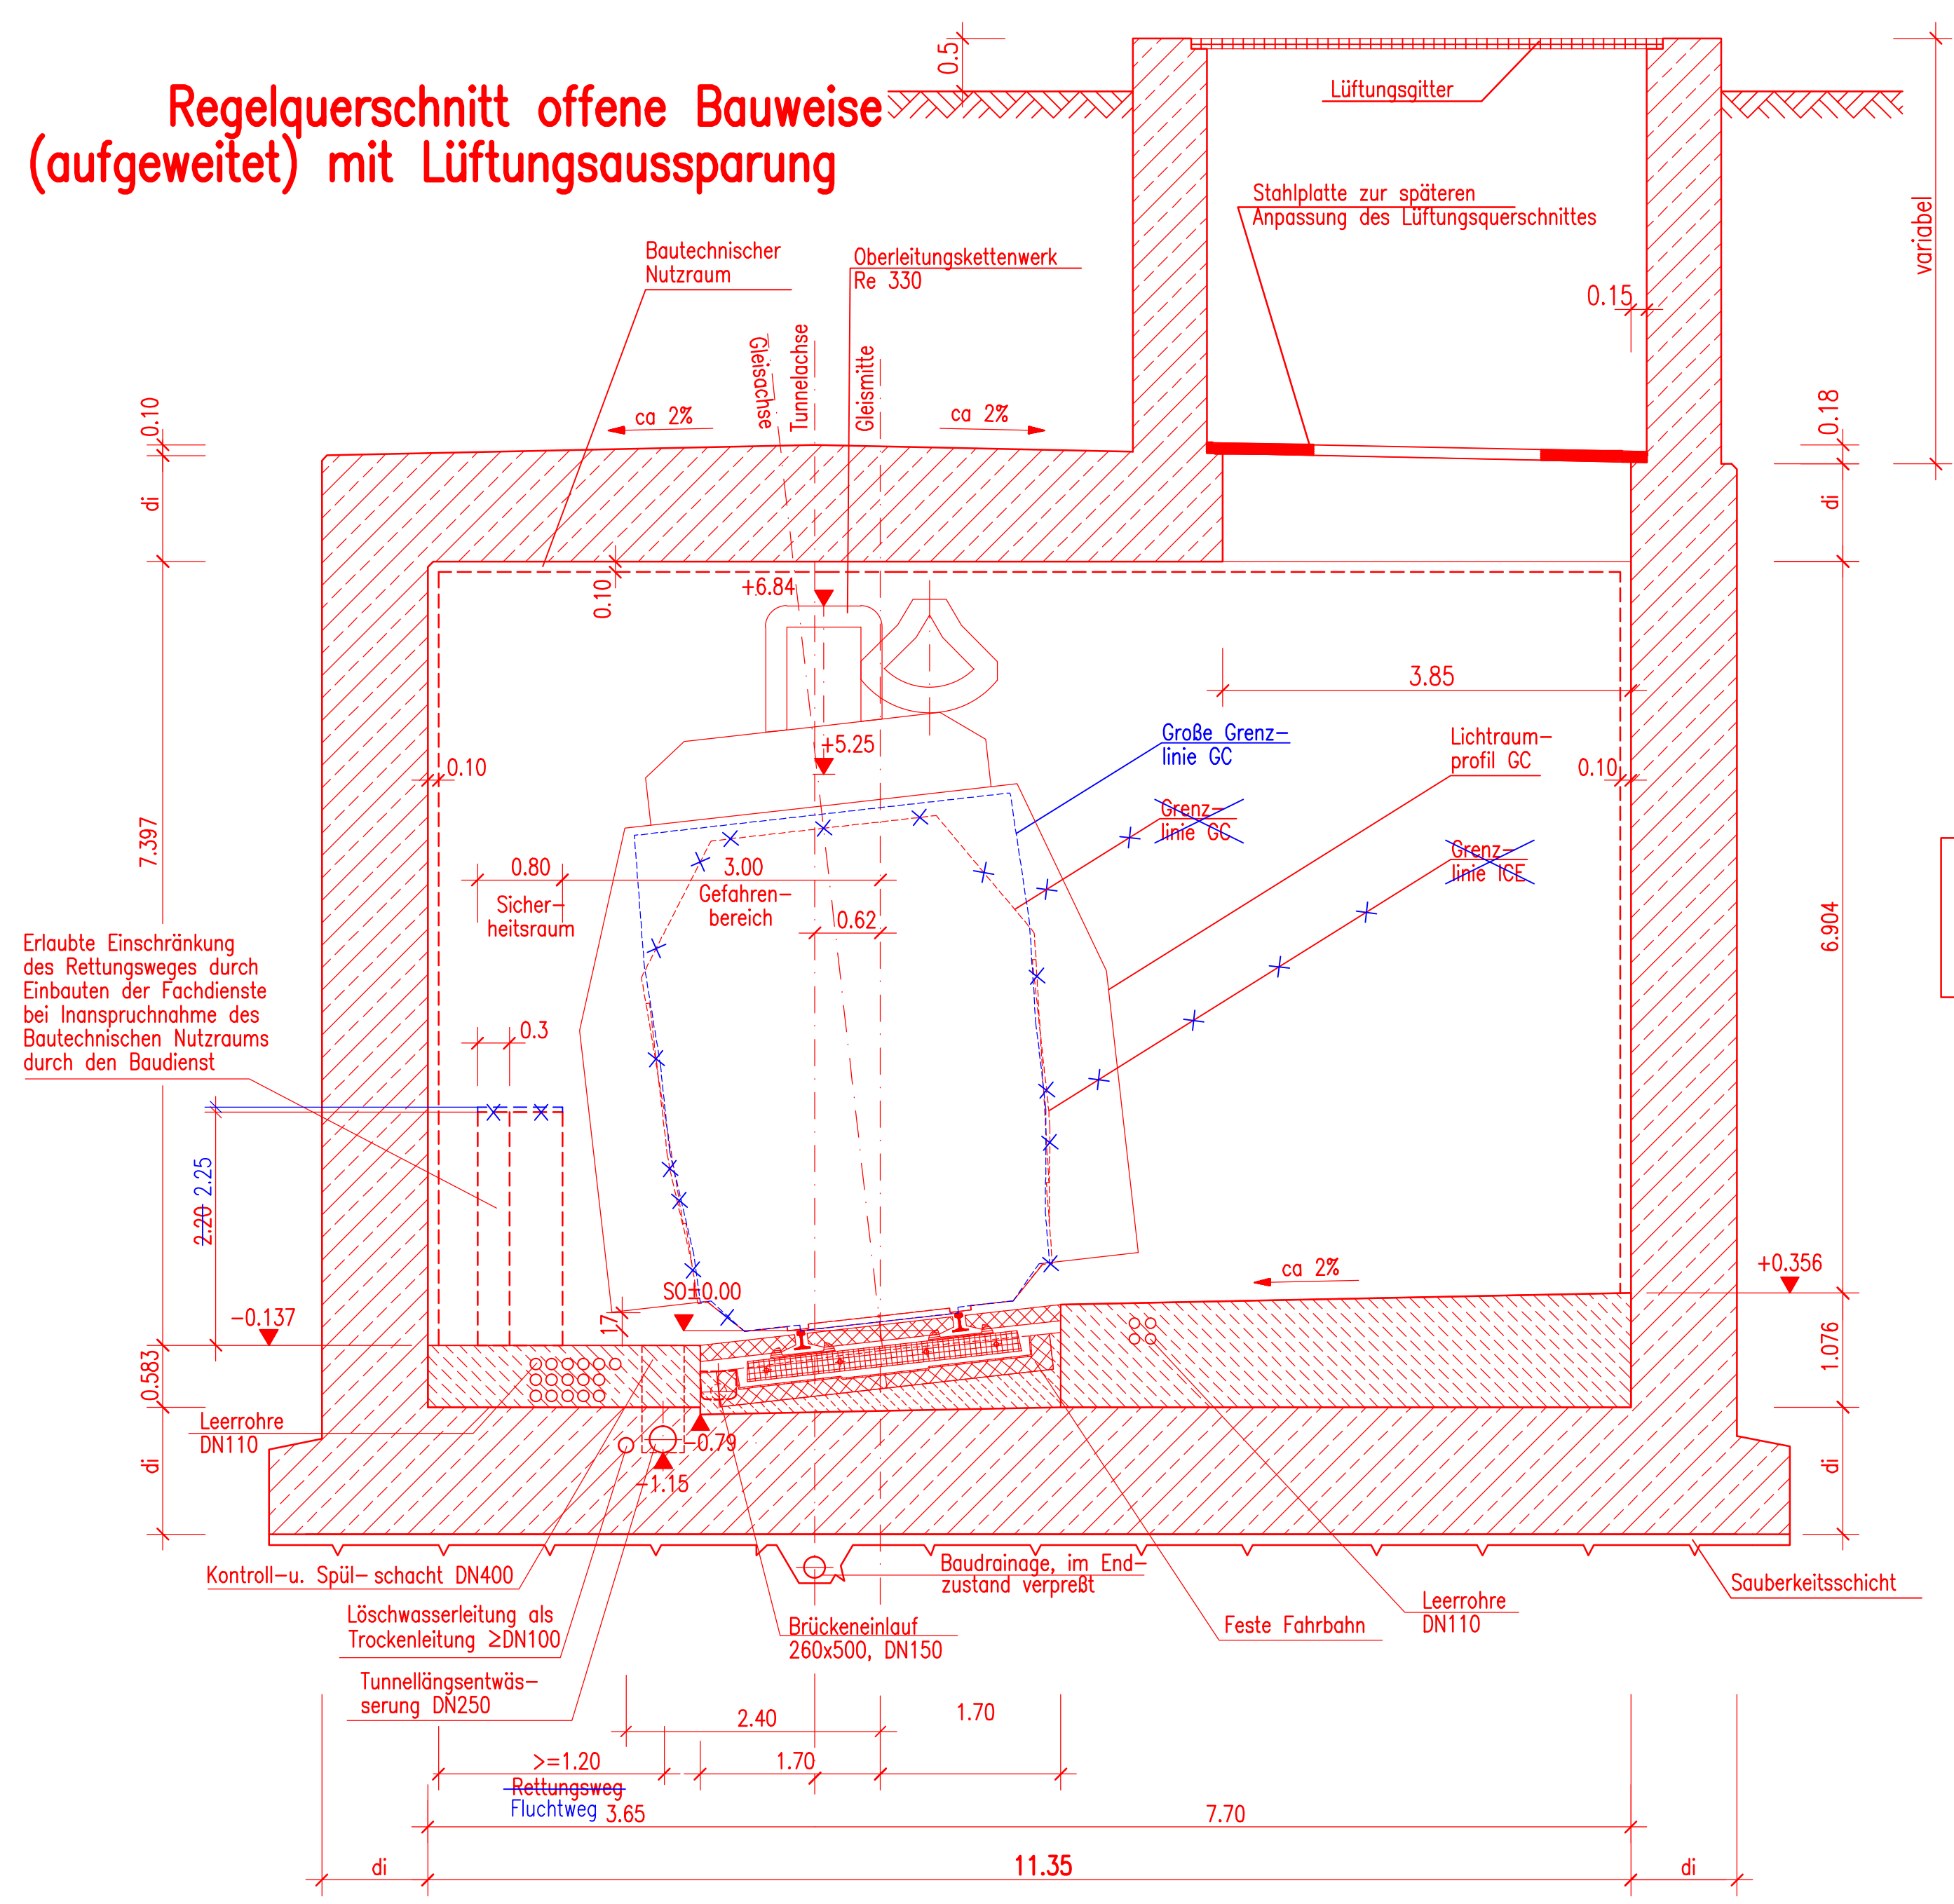 Regelquerschnitt offene Bauweise
(aufgeweitet) mit Lüftungsaussparung
0.5
Lüftungsgitter
Stahlplatte zur späteren
Anpassung des Lüftungsquerschnittes
variabel
0.15
Bautechnischer
Nutzraum
Oberleitungskettenwerk
Re 330
Gleisachse
Tunnelachse
Gleismitte
ca 2%
ca 2%
0.10
di
0.18
di
0.10
+6.84
3.85
+5.25
0.10
0.10
Große Grenz-
linie GC
Lichtraum-
profil GC
Grenz-
linie GC
Grenz-
linie ICE
7.397
0.80
Sicher-
heitsraum
3.00
Gefahren-
bereich
0.62
6.904
Erlaubte Einschränkung
des Rettungsweges durch
Einbauten der Fachdienste
bei Inanspruchnahme des
Bautechnischen Nutzraums
durch den Baudienst
0.3
2.20 2.25
SO±0.00
17
ca 2%
+0.356
-0.137
0.583
1.076
Leerrohre
DN110
-0.79
-1.15
di
di
Kontroll-u. Spül- schacht DN400
Baudrainage, im End-
zustand verpreßt
Sauberkeitsschicht
Löschwasserleitung als
Trockenleitung ≥DN100
Brückeneinlauf
260x500, DN150
Feste Fahrbahn
Leerrohre
DN110
Tunnellängsentwäs-
serung DN250
2.40
1.70
>=1.20
1.70
Rettungsweg
Fluchtweg
3.65
7.70
di
11.35
di